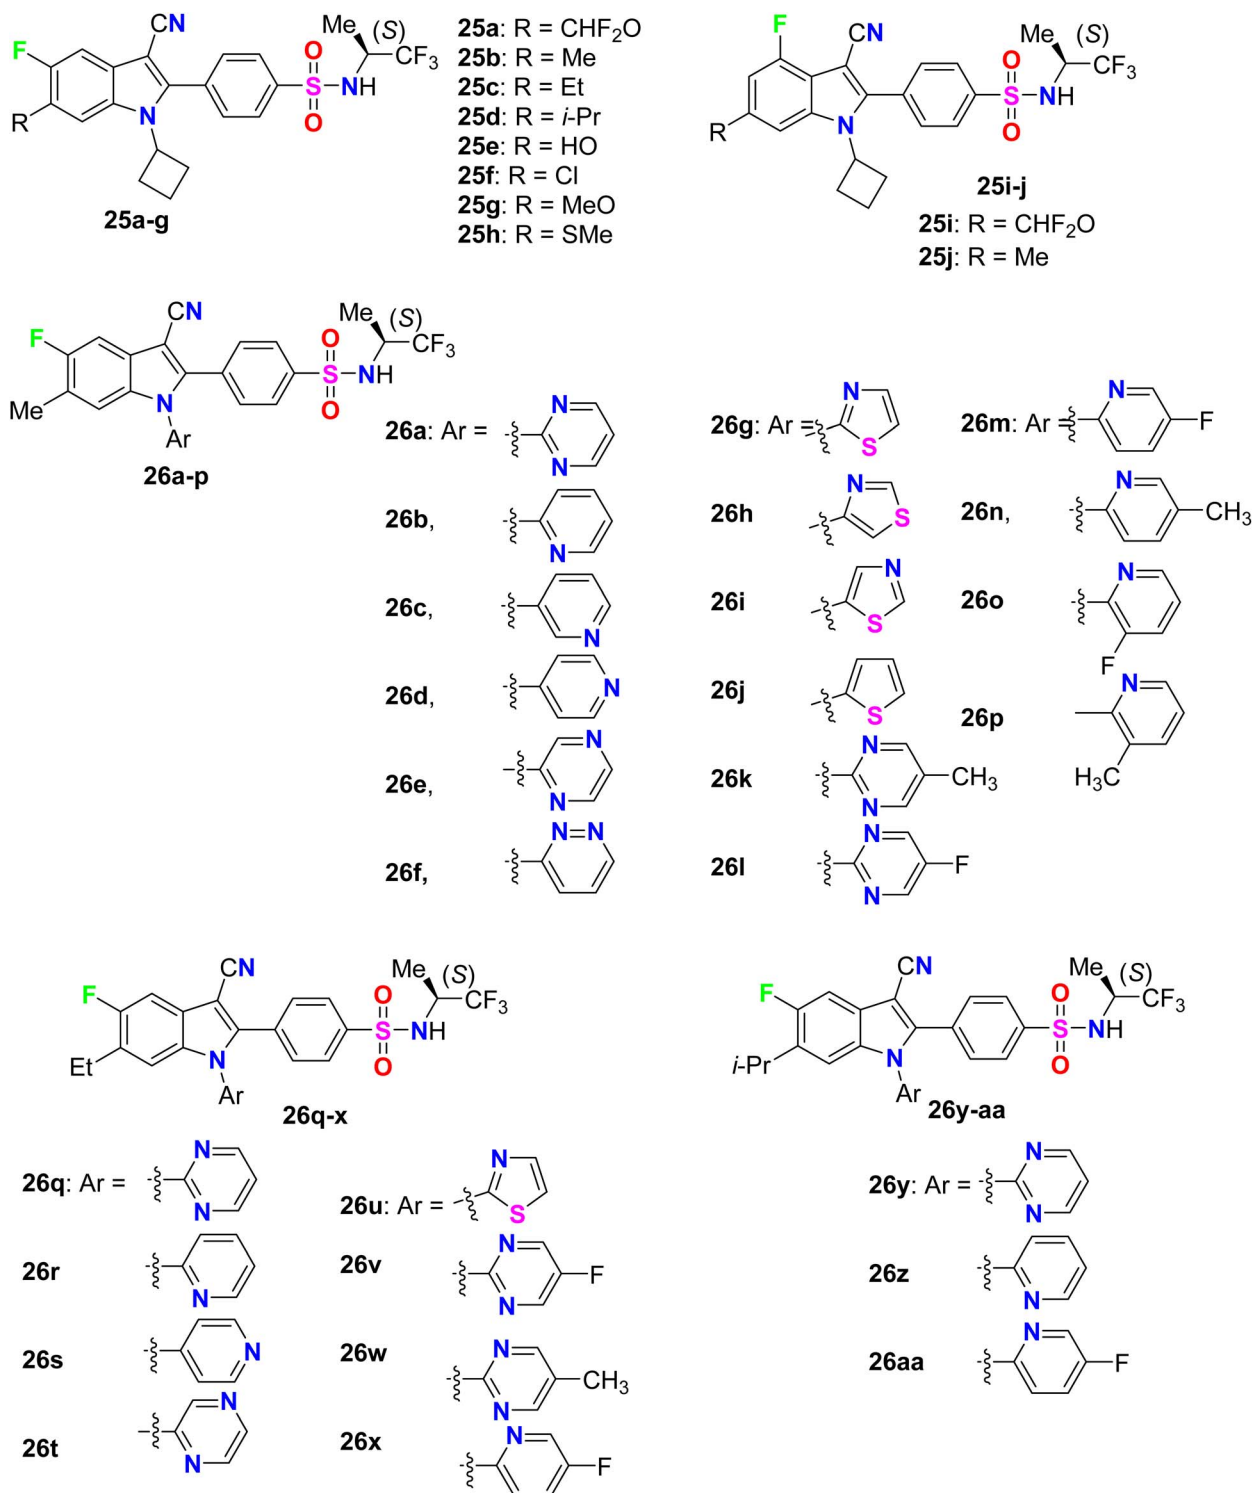 F
CN
O
S
O
NH
Me
(S)
CF3
R
N
25a-g
25a: R = CHF2O
25b: R = Me
25c: R = Et
25d: R = i-Pr
25e: R = HO
25f: R = Cl
25g: R = MeO
25h: R = SMe
F
CN
O
S
O
NH
Me
(S)
CF3
R
N
25i-j
25i: R = CHF2O
25j: R = Me
F
CN
O
S
O
NH
Me
(S)
CF3
Me
N
Ar
26a-p
26a: Ar =
N
N
26b,
N
26c,
N
26d,
N
26e,
N
N
26f,
N=N
26g: Ar =
N
S
26h
N
S
26i
N
S
26j
S
26k
N
N
CH3
26l
N
N
F
26m: Ar =
N
F
26n,
N
CH3
26o
N
F
26p
N
H3C
F
CN
O
S
O
NH
Me
(S)
CF3
Et
N
Ar
26q-x
F
CN
O
S
O
NH
Me
(S)
CF3
i-Pr
N
Ar
26y-aa
26q: Ar =
N
N
26r
N
26s
N
26t
N
N
26u: Ar =
N
S
26v
N
N
F
26w
N
N
CH3
26x
N
F
26y: Ar =
N
N
26z
N
26aa
N
F